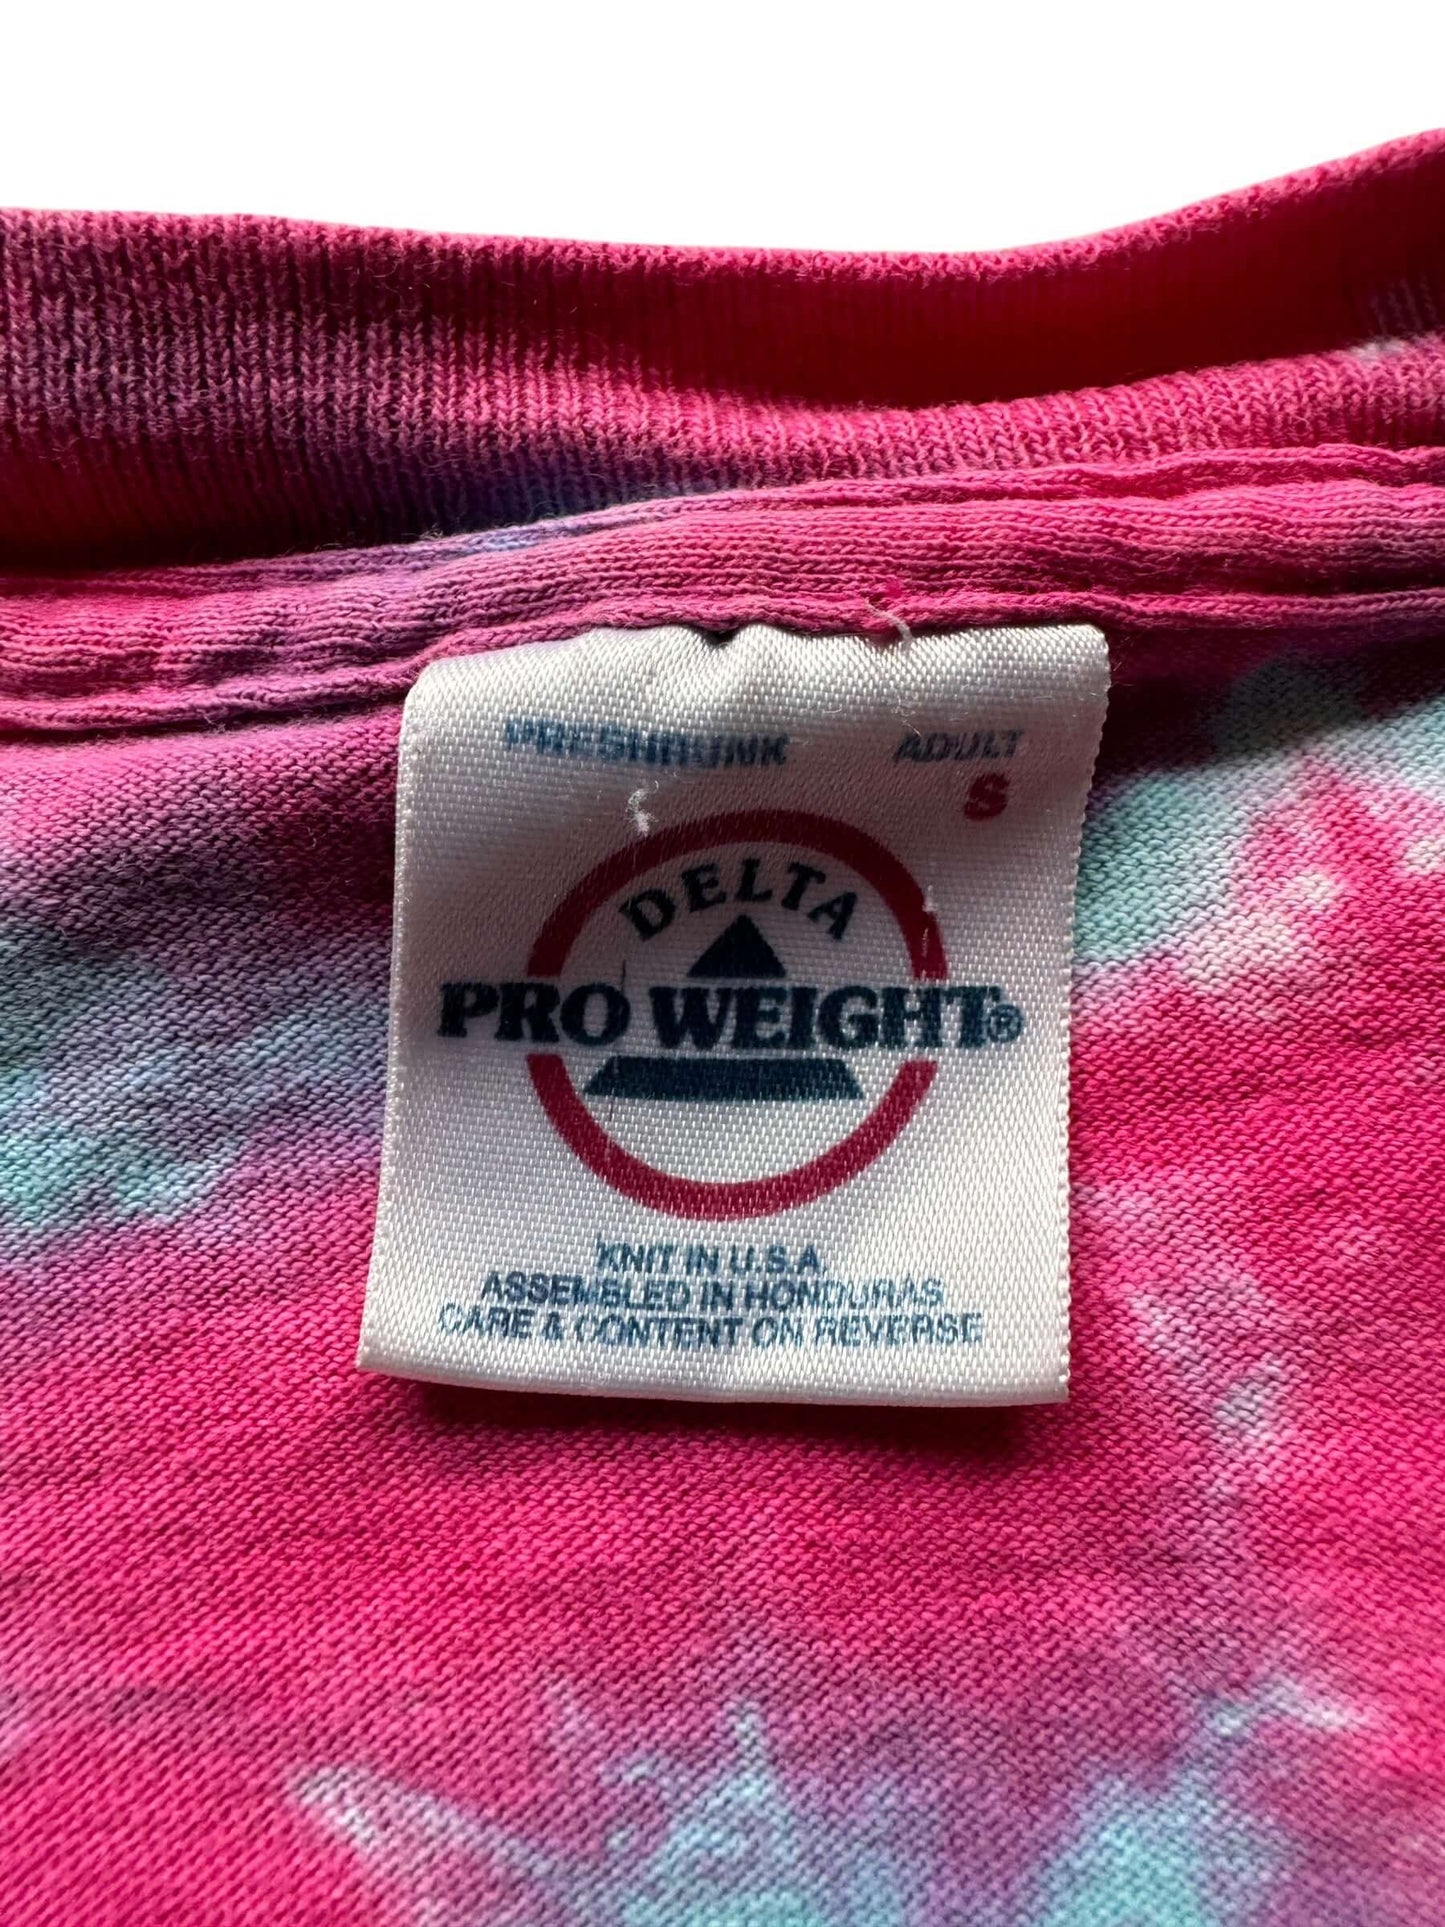 PRESHRUNK ADULT
S
DELTA
PRO WEIGHT®
KNIT IN U.S.A
ASSEMBLED IN HONDURAS
CARE & CONTENT ON REVERSE